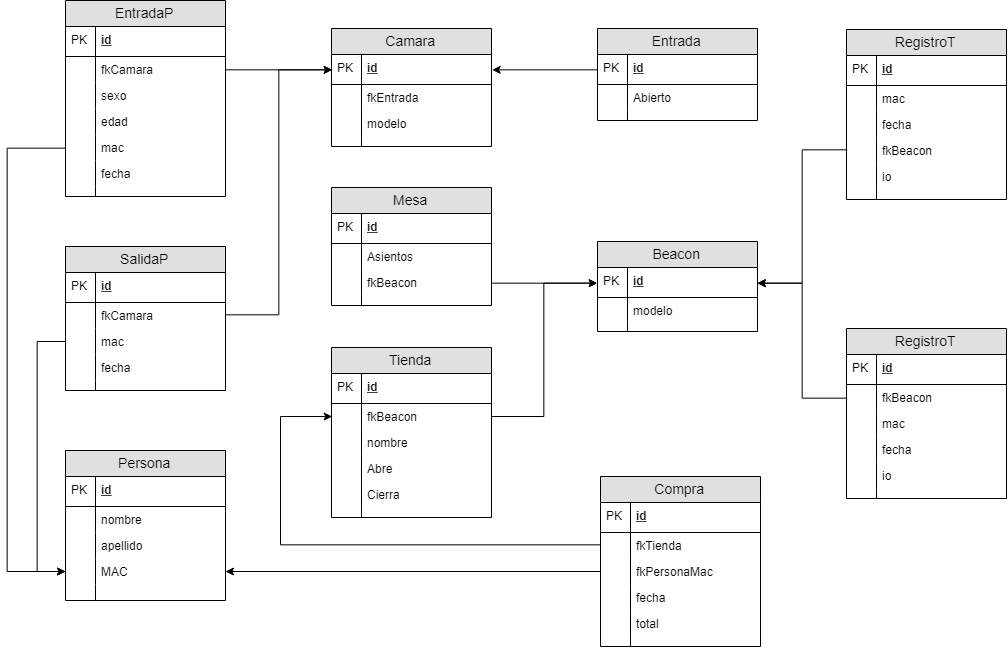 EntradaP
PK id
fkCamara
sexo
edad
mac
fecha
Camara
PK id
fkEntrada
modelo
Entrada
PK id
Abierto
RegistroT
PK id
mac
fecha
fkBeacon
io
Mesa
PK id
Asientos
fkBeacon
SalidaP
PK id
fkCamara
mac
fecha
Beacon
PK id
modelo
Tienda
PK id
fkBeacon
nombre
Abre
Cierra
RegistroT
PK id
fkBeacon
mac
fecha
io
Persona
PK id
nombre
apellido
MAC
Compra
PK id
fkTienda
fkPersonaMac
fecha
total